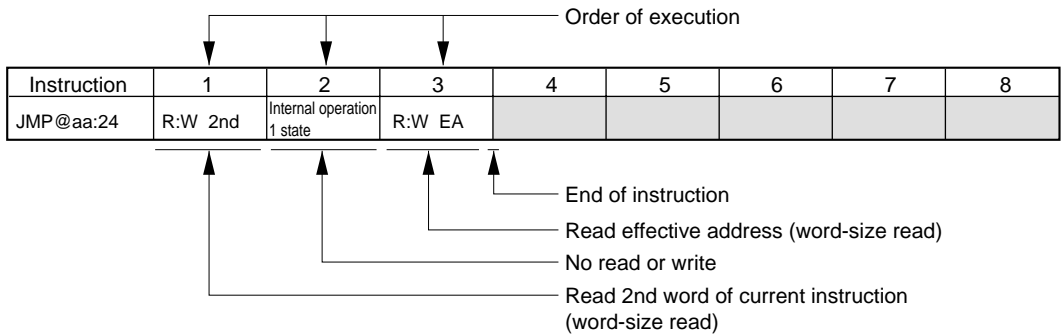 Order of execution
Instruction 1 2 3 4 5 6 7 8
JMP@aa:24 R:W 2nd Internal operation 1 state R:W EA
End of instruction
Read effective address (word-size read)
No read or write
Read 2nd word of current instruction
(word-size read)